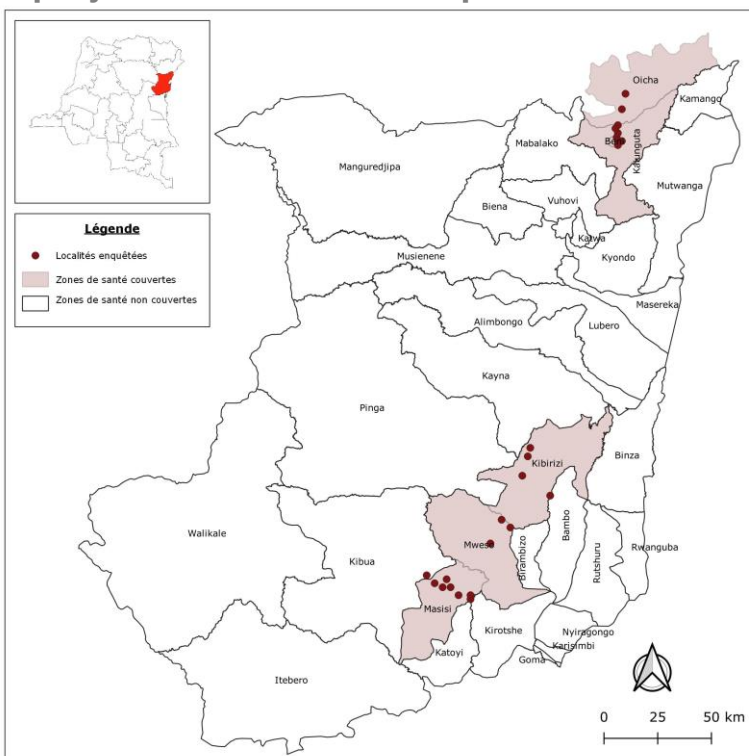 Légende
Localités enquêtées
Zones de santé couvertes
Zones de santé non couvertes
Oicha
Kamango
Mabalako
Beni
Kalunguta
Manguredjipa
Mutwanga
Biena
Vuhovi
Katwa
Kyondo
Musienene
Masereka
Alimbongo
Lubero
Kayna
Pinga
Binza
Kibirizi
Walikale
Kibua
Mweso
Birambizo
Bambo
Rutshuru
Rwanguba
Masisi
Kirotshe
Nyiragongo
Karisimbi
Katoyi
Goma
Itebero
0 25 50 km